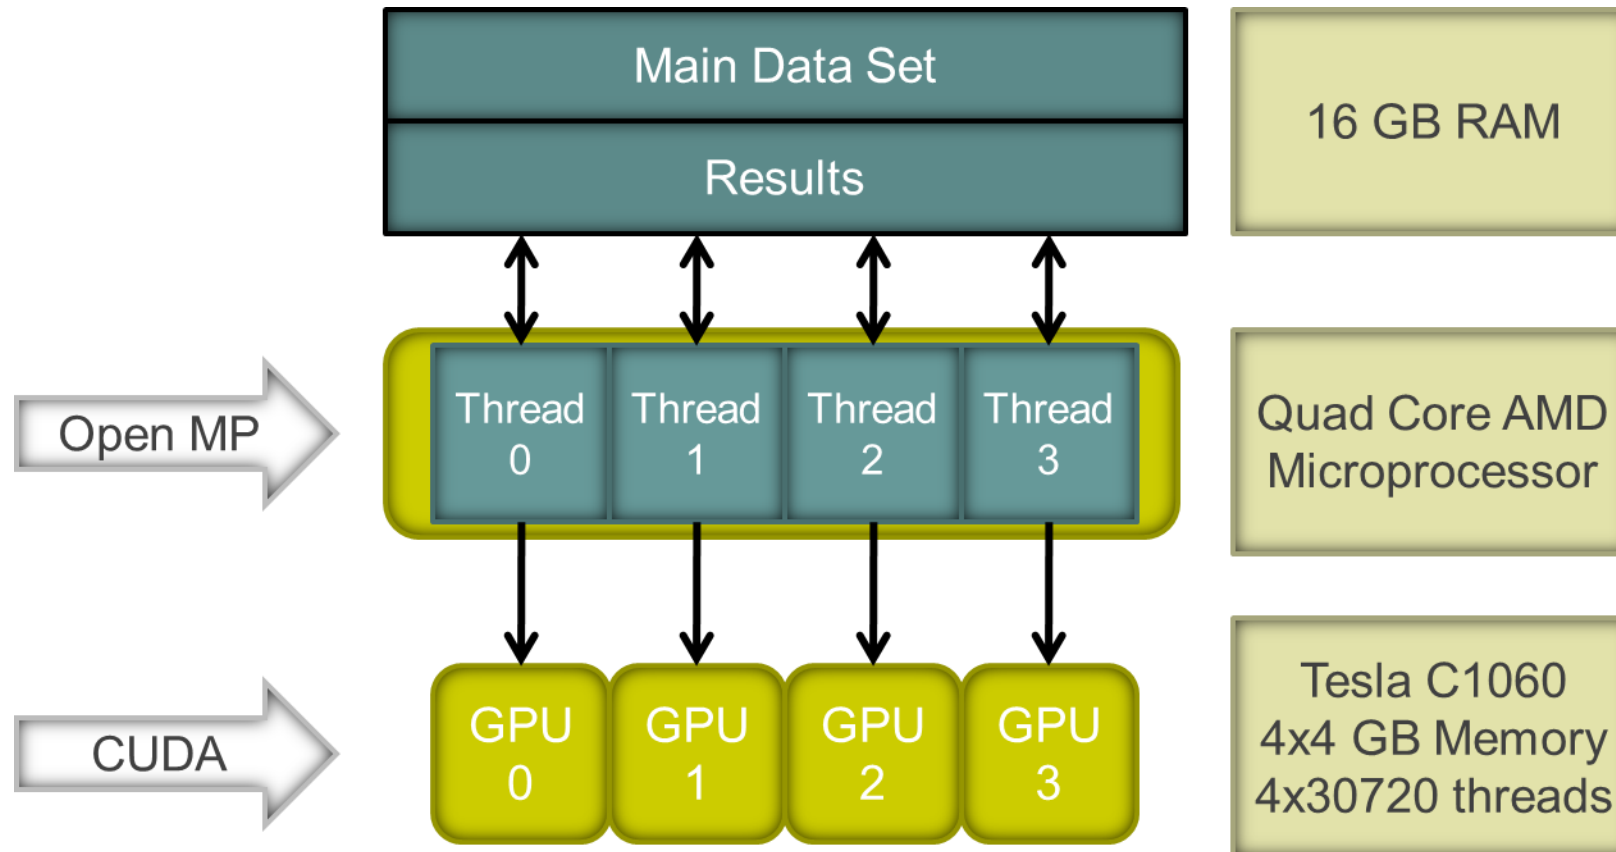 Main Data Set
16 GB RAM
Results
Open MP
Thread
0
Thread
1
Thread
2
Thread
3
Quad Core AMD
Microprocessor
CUDA
GPU
0
GPU
1
GPU
2
GPU
3
Tesla C1060
4x4 GB Memory
4x30720 threads